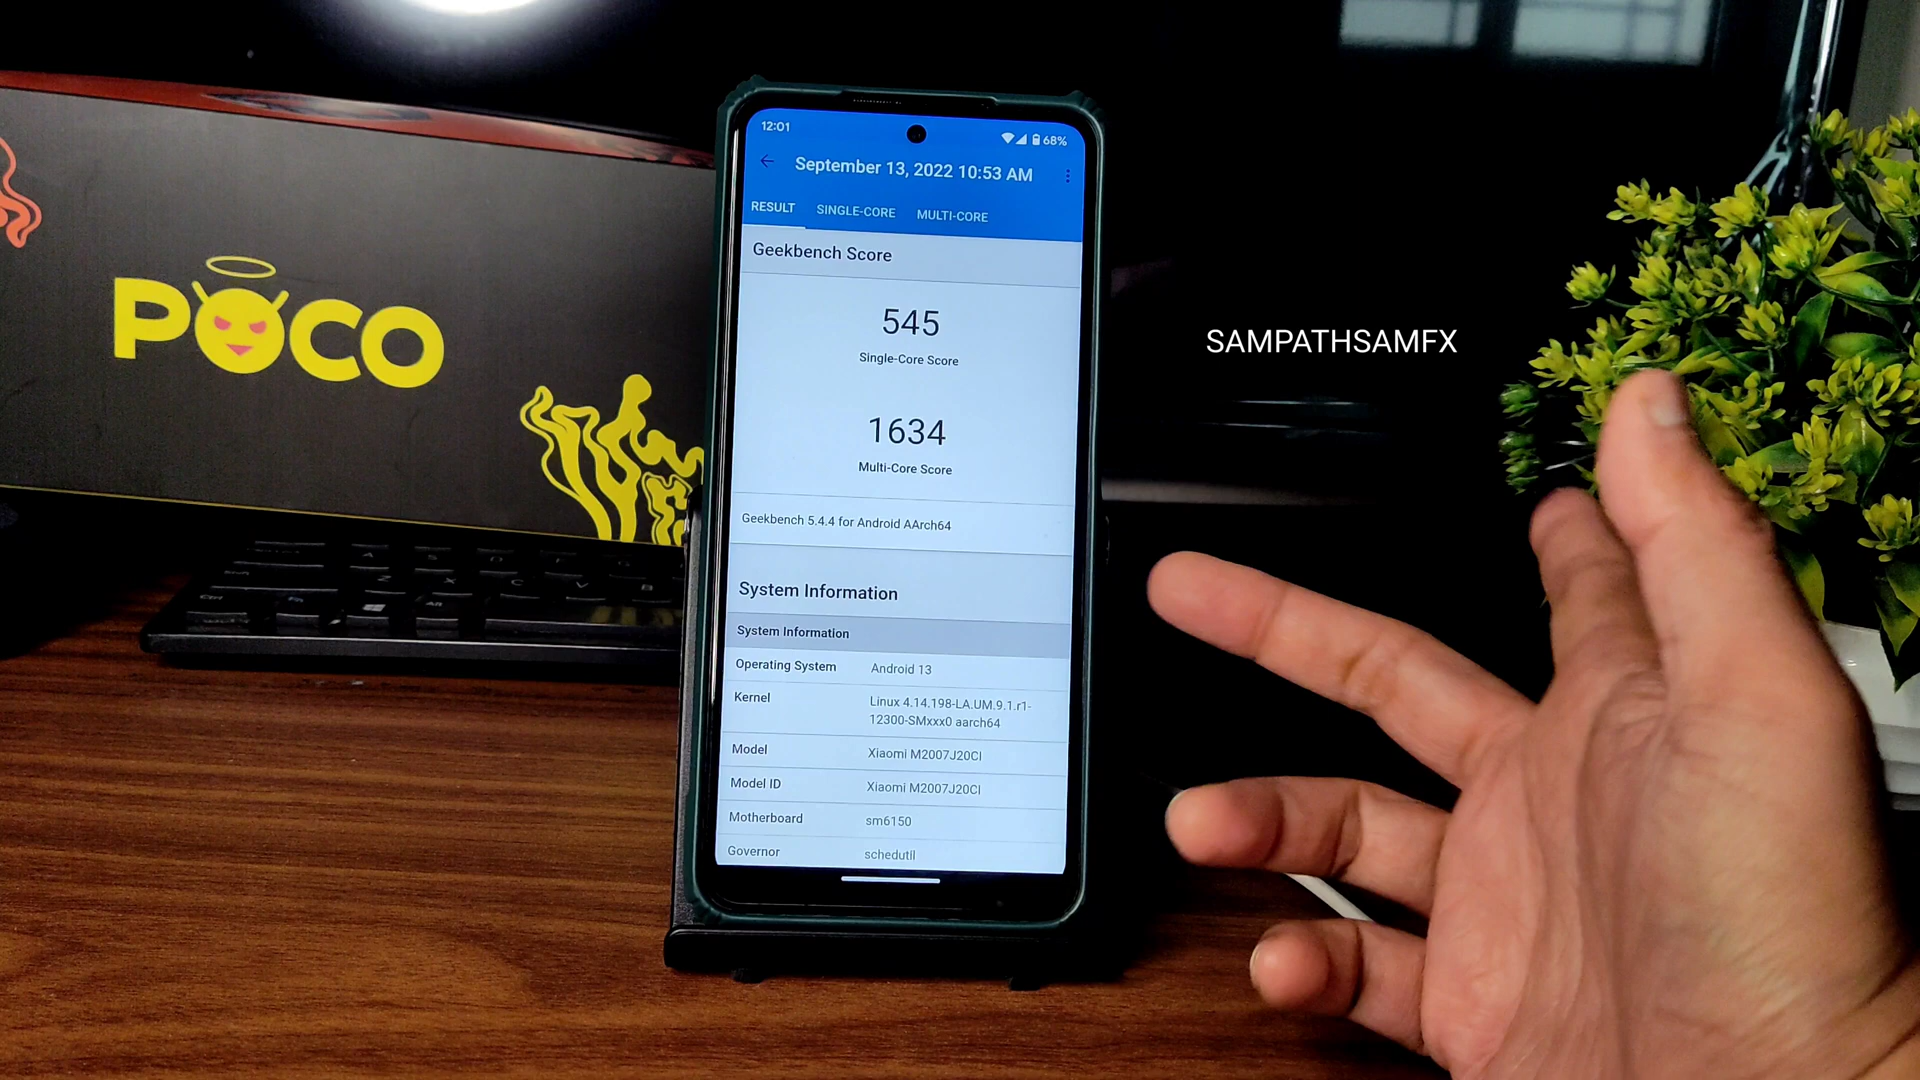 POCO
12:01
68%
September 13, 2022 10:53 AM
RESULT SINGLE-CORE MULTI-CORE
Geekbench Score
545
Single-Core Score
1634
Multi-Core Score
Geekbench 5.4.4 for Android AArch64
System Information
System Information
Operating System Android 13
Kernel Linux 4.14.198-LA.UM.9.1.r1-
12300-SMxxx0 aarch64
Model Xiaomi M2007J20CI
Model ID Xiaomi M2007J20CI
Motherboard sm6150
Governor schedutil
SAMPATHSAMFX
A
Z X C V B
Ctrl Fn Alt